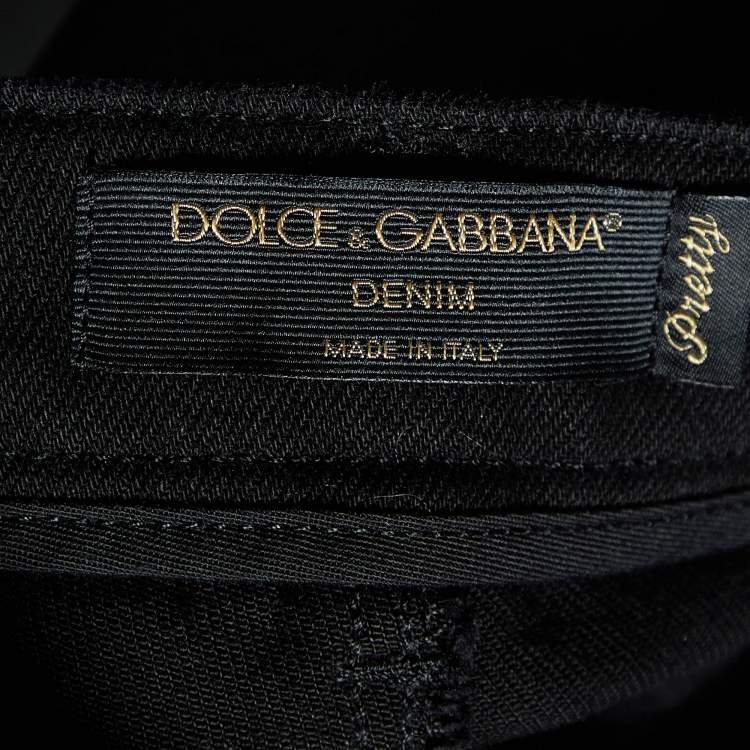 DOLCE & GABBANA®
DENIM
MADE IN ITALY
Pretty